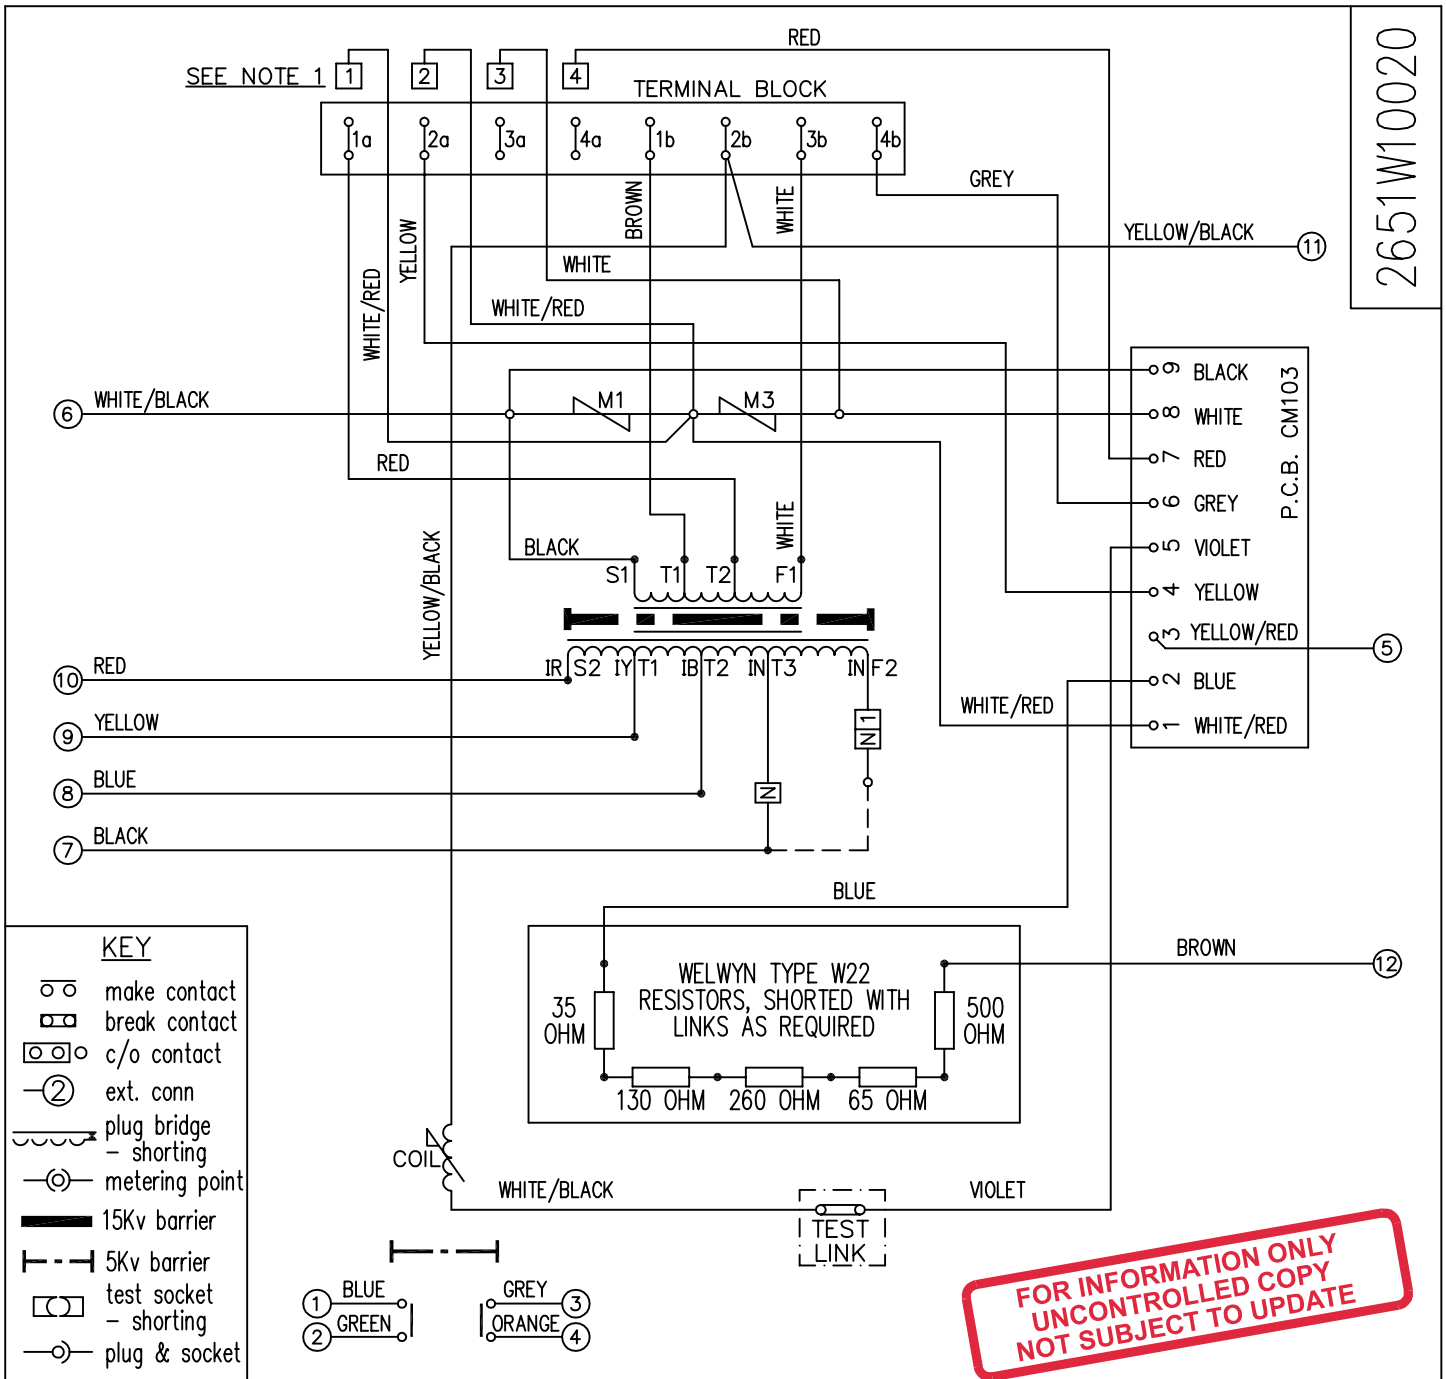 RED
SEE NOTE 1
1
2
3
4
TERMINAL BLOCK
1a
2a
3a
4a
1b
2b
3b
4b
2651W10020
GREY
BROWN
WHITE
YELLOW
YELLOW/BLACK
11
WHITE
WHITE/RED
WHITE/RED
P.C.B. CM103
9 BLACK
8 WHITE
7 RED
6 GREY
5 VIOLET
4 YELLOW
3 YELLOW/RED
2 BLUE
1 WHITE/RED
5
6
WHITE/BLACK
M1
M3
RED
WHITE
BLACK
YELLOW/BLACK
S1
T1
T2
F1
IR
S2
IY
T1
IB
T2
IN
T3
IN
F2
10
RED
9
YELLOW
8
BLUE
7
BLACK
WHITE/RED
N1
N
BLUE
BROWN
12
WELWYN TYPE W22
RESISTORS, SHORTED WITH
LINKS AS REQUIRED
35
OHM
500
OHM
130 OHM
260 OHM
65 OHM
COIL
WHITE/BLACK
VIOLET
TEST
LINK
KEY
make contact
break contact
c/o contact
2
ext. conn
plug bridge
- shorting
metering point
15Kv barrier
5Kv barrier
test socket
- shorting
plug & socket
1
BLUE
2
GREEN
GREY
3
ORANGE
4
FOR INFORMATION ONLY
UNCONTROLLED COPY
NOT SUBJECT TO UPDATE